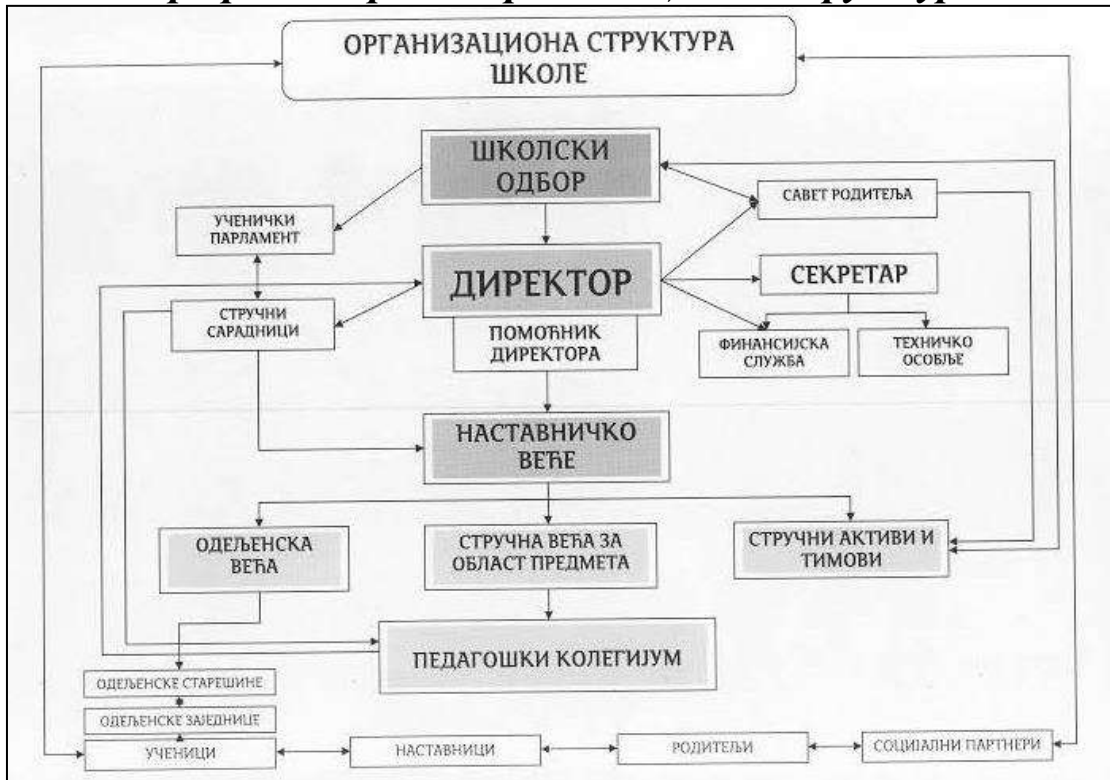 ОРГАНИЗАЦИОНА СТРУКТУРА
ШКОЛЕ
ШКОЛСКИ
ОДБОР
САВЕТ РОДИТЕЉА
УЧЕНИЧКИ
ПАРЛАМЕНТ
ДИРЕКТОР
СЕКРЕТАР
СТРУЧНИ
САРАДНИЦИ
ПОМОЋНИК
ДИРЕКТОРА
ФИНАНСИЈСКА
СЛУЖБА
ТЕХНИЧКО
ОСОБЉЕ
НАСТАВНИЧКО
ВЕЋЕ
ОДЕЉЕНСКА
ВЕЋА
СТРУЧНА ВЕЋА ЗА
ОБЛАСТ ПРЕДМЕТА
СТРУЧНИ АКТИВИ И
ТИМОВИ
ПЕДАГОШКИ КОЛЕГИЈУМ
ОДЕЉЕНСКЕ СТАРЕШИНЕ
ОДЕЉЕНСКЕ ЗАЈЕДНИЦЕ
УЧЕНИЦИ
НАСТАВНИЦИ
РОДИТЕЉИ
СОЦИЈАЛНИ ПАРТНЕРИ